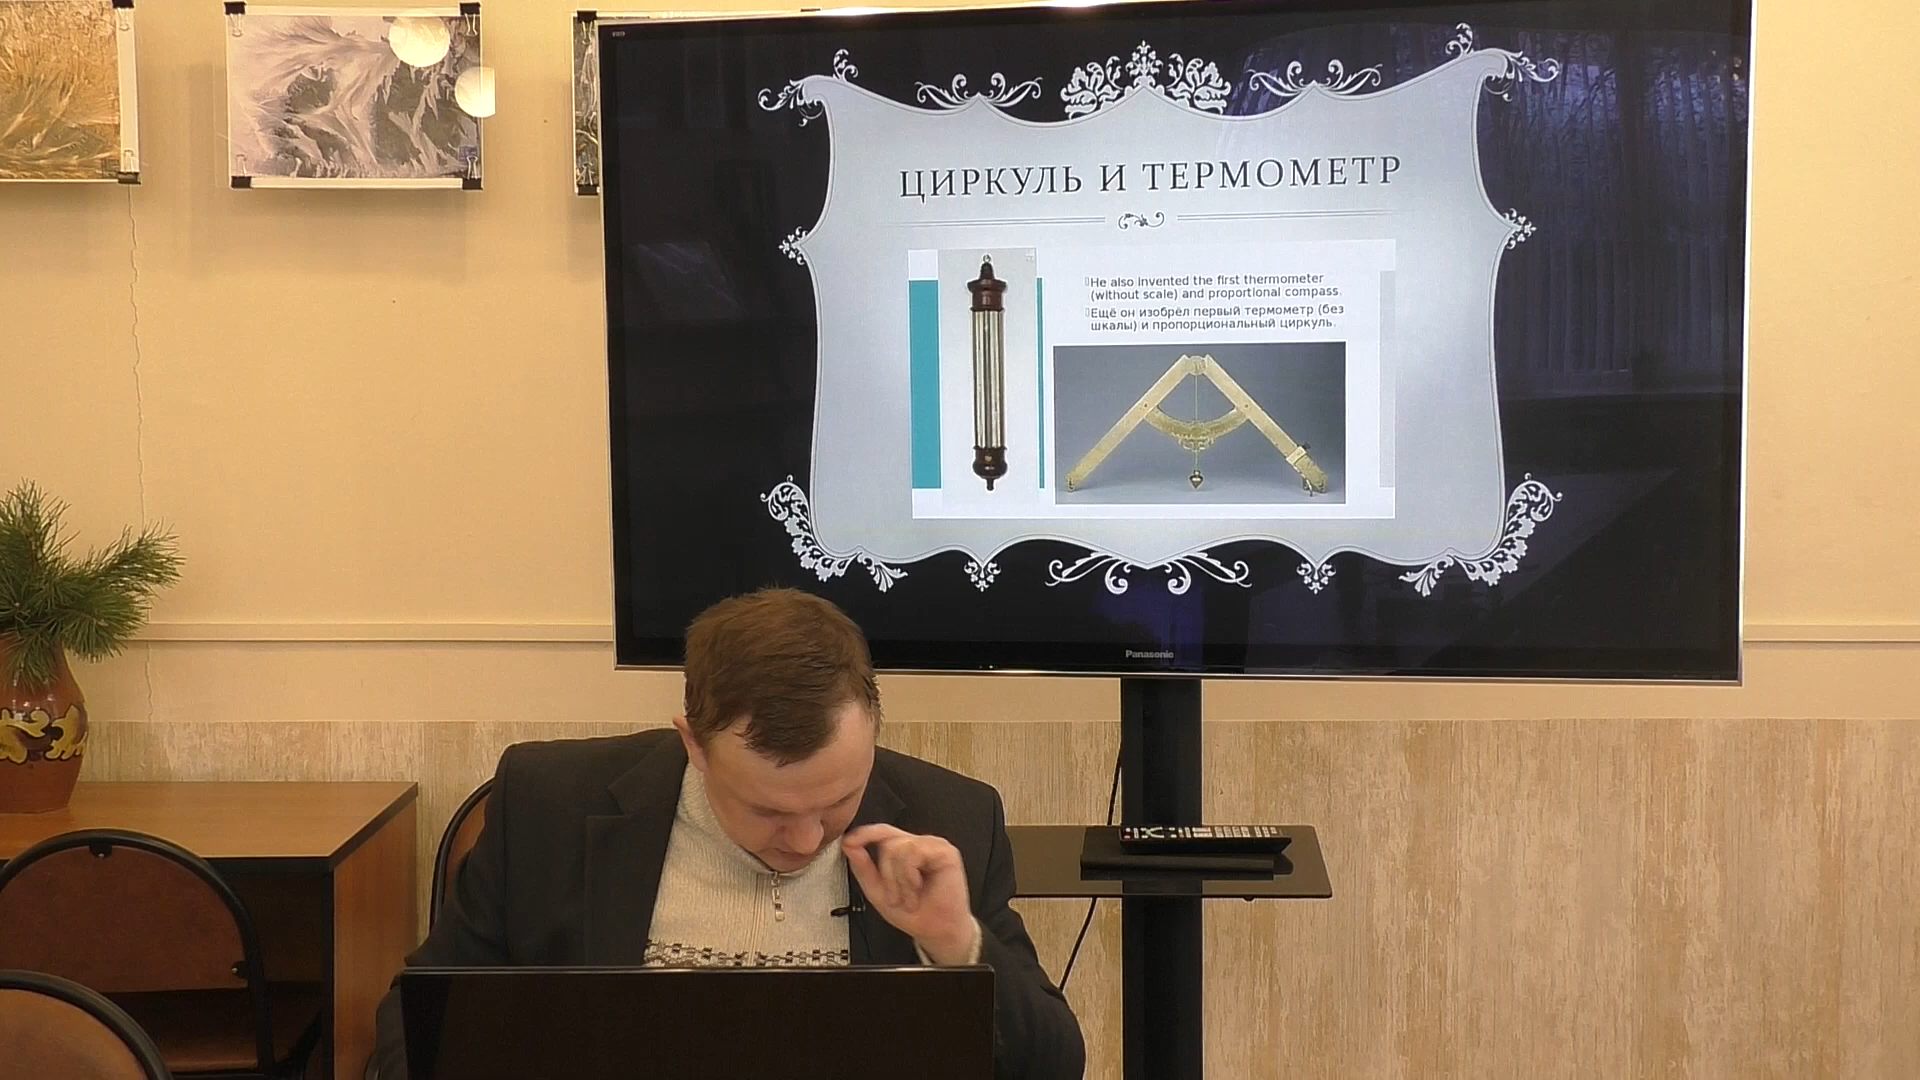 ЦИРКУЛЬ И ТЕРМОМЕТР
He also invented the first thermometer
(without scale) and proportional compass.
Ещё он изобрёл первый термометр (без
шкалы) и пропорциональный циркуль.
Panasonic